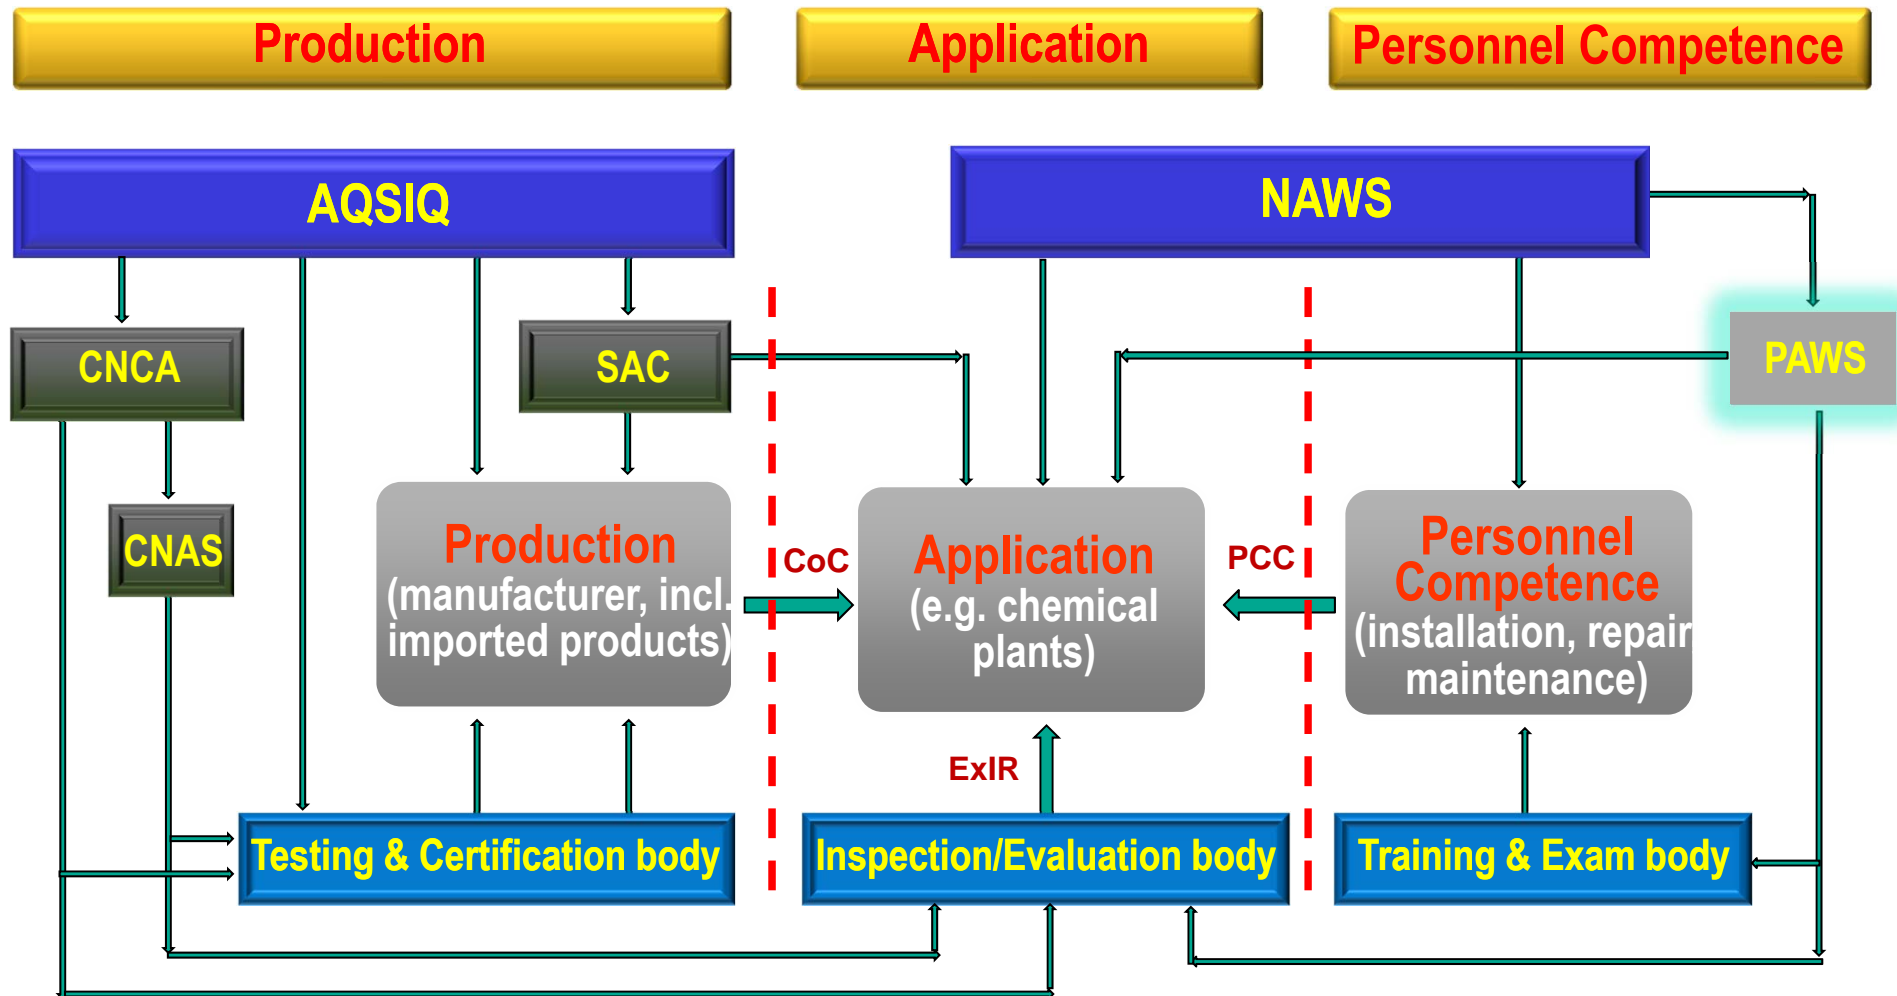 Production
Application
Personnel Competence
AQSIQ
NAWS
CNCA
SAC
PAWS
CNAS
Production
(manufacturer, incl.
imported products)
CoC
Application
(e.g. chemical
plants)
PCC
Personnel
Competence
(installation, repair
maintenance)
ExIR
Testing & Certification body
Inspection/Evaluation body
Training & Exam body